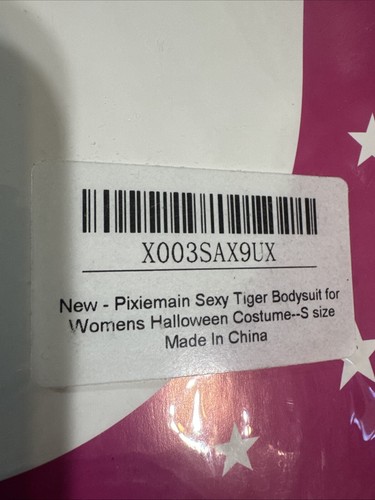 X003SAX9UX
New - Pixiemain Sexy Tiger Bodysuit for
Womens Halloween Costume--S size
Made In China